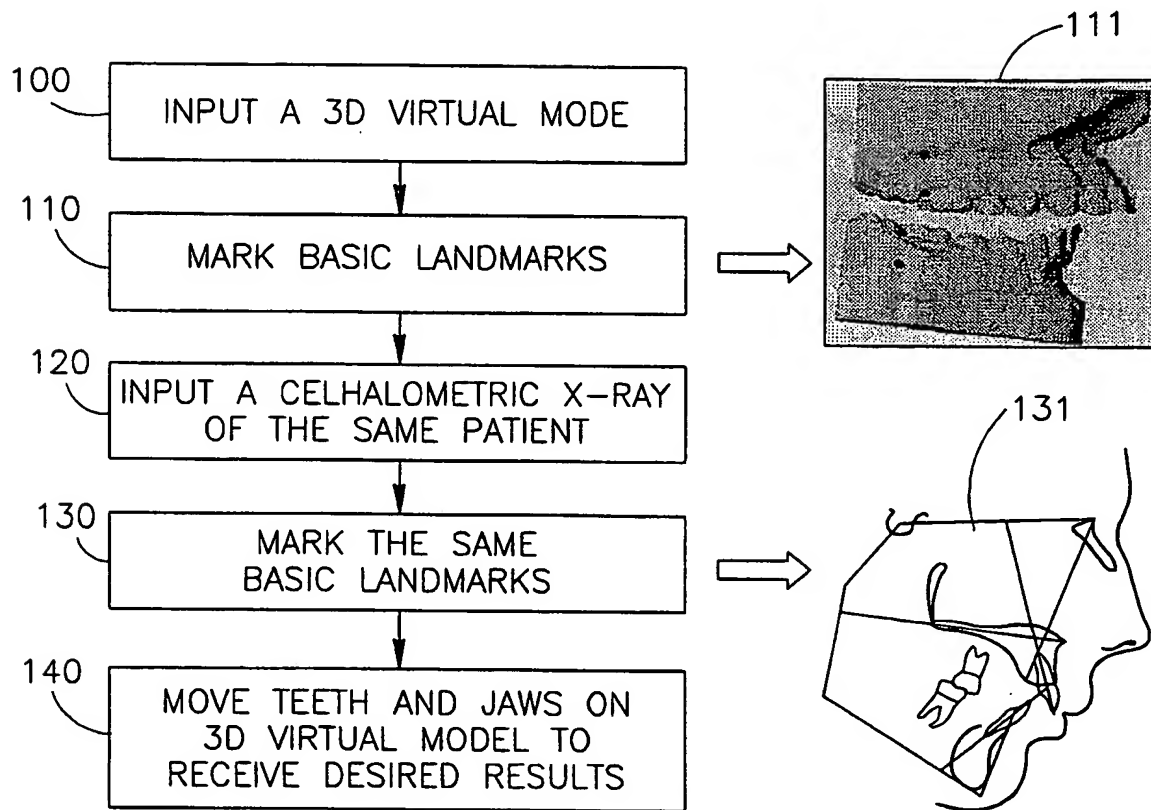 111
100
INPUT A 3D VIRTUAL MODE
110
MARK BASIC LANDMARKS
120
INPUT A CELHALOMETRIC X-RAY
OF THE SAME PATIENT
131
130
MARK THE SAME
BASIC LANDMARKS
140
MOVE TEETH AND JAWS ON
3D VIRTUAL MODEL TO
RECEIVE DESIRED RESULTS